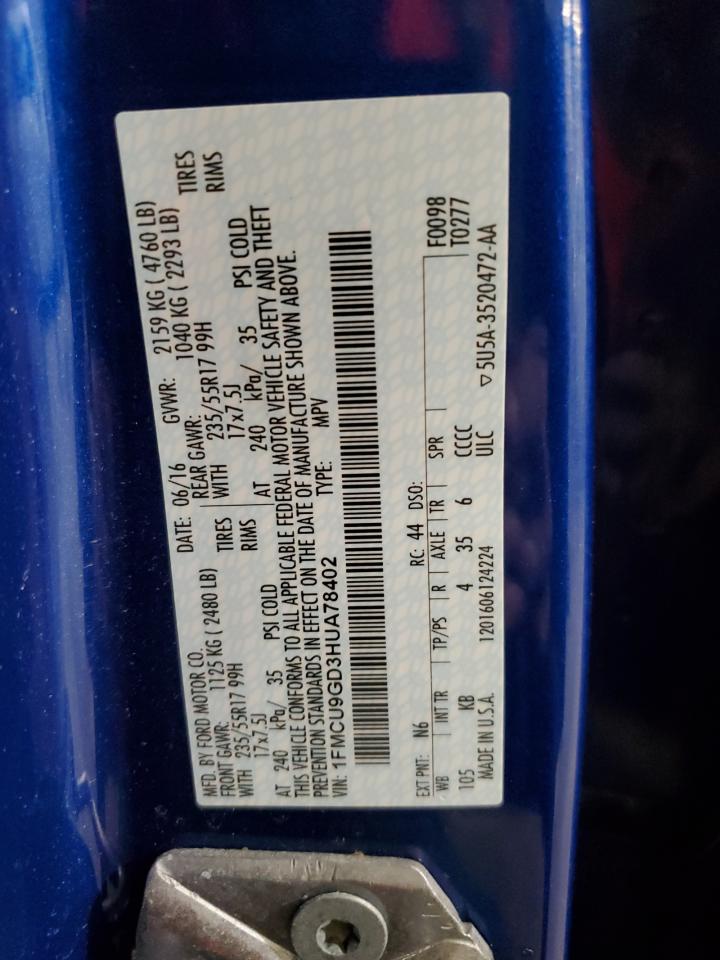 MFD. BY FORD MOTOR CO. DATE: 06/16 GVWR: 2159 KG ( 4760 LB)
FRONT GAWR: 1125 KG ( 2480 LB) REAR GAWR: 1040 KG ( 2293 LB)
WITH 235/55R17 99H TIRES WITH 235/55R17 99H TIRES
17x7.5J RIMS 17x7.5J RIMS
AT 240 kPa/ 35 PSI COLD AT 240 kPa/ 35 PSI COLD
THIS VEHICLE CONFORMS TO ALL APPLICABLE FEDERAL MOTOR VEHICLE SAFETY AND THEFT
PREVENTION STANDARDS IN EFFECT ON THE DATE OF MANUFACTURE SHOWN ABOVE.
VIN: 1FMCU9GD3HUA78402 TYPE: MPV
EXT PNT: N6 RC: 44 DSO: F0098
WB INT TR TP/PS R AXLE TR SPR T0277
105 KB 4 35 6 CCCC
MADE IN U.S.A. 1201606124224 ULC ▽5U5A-3520472-AA